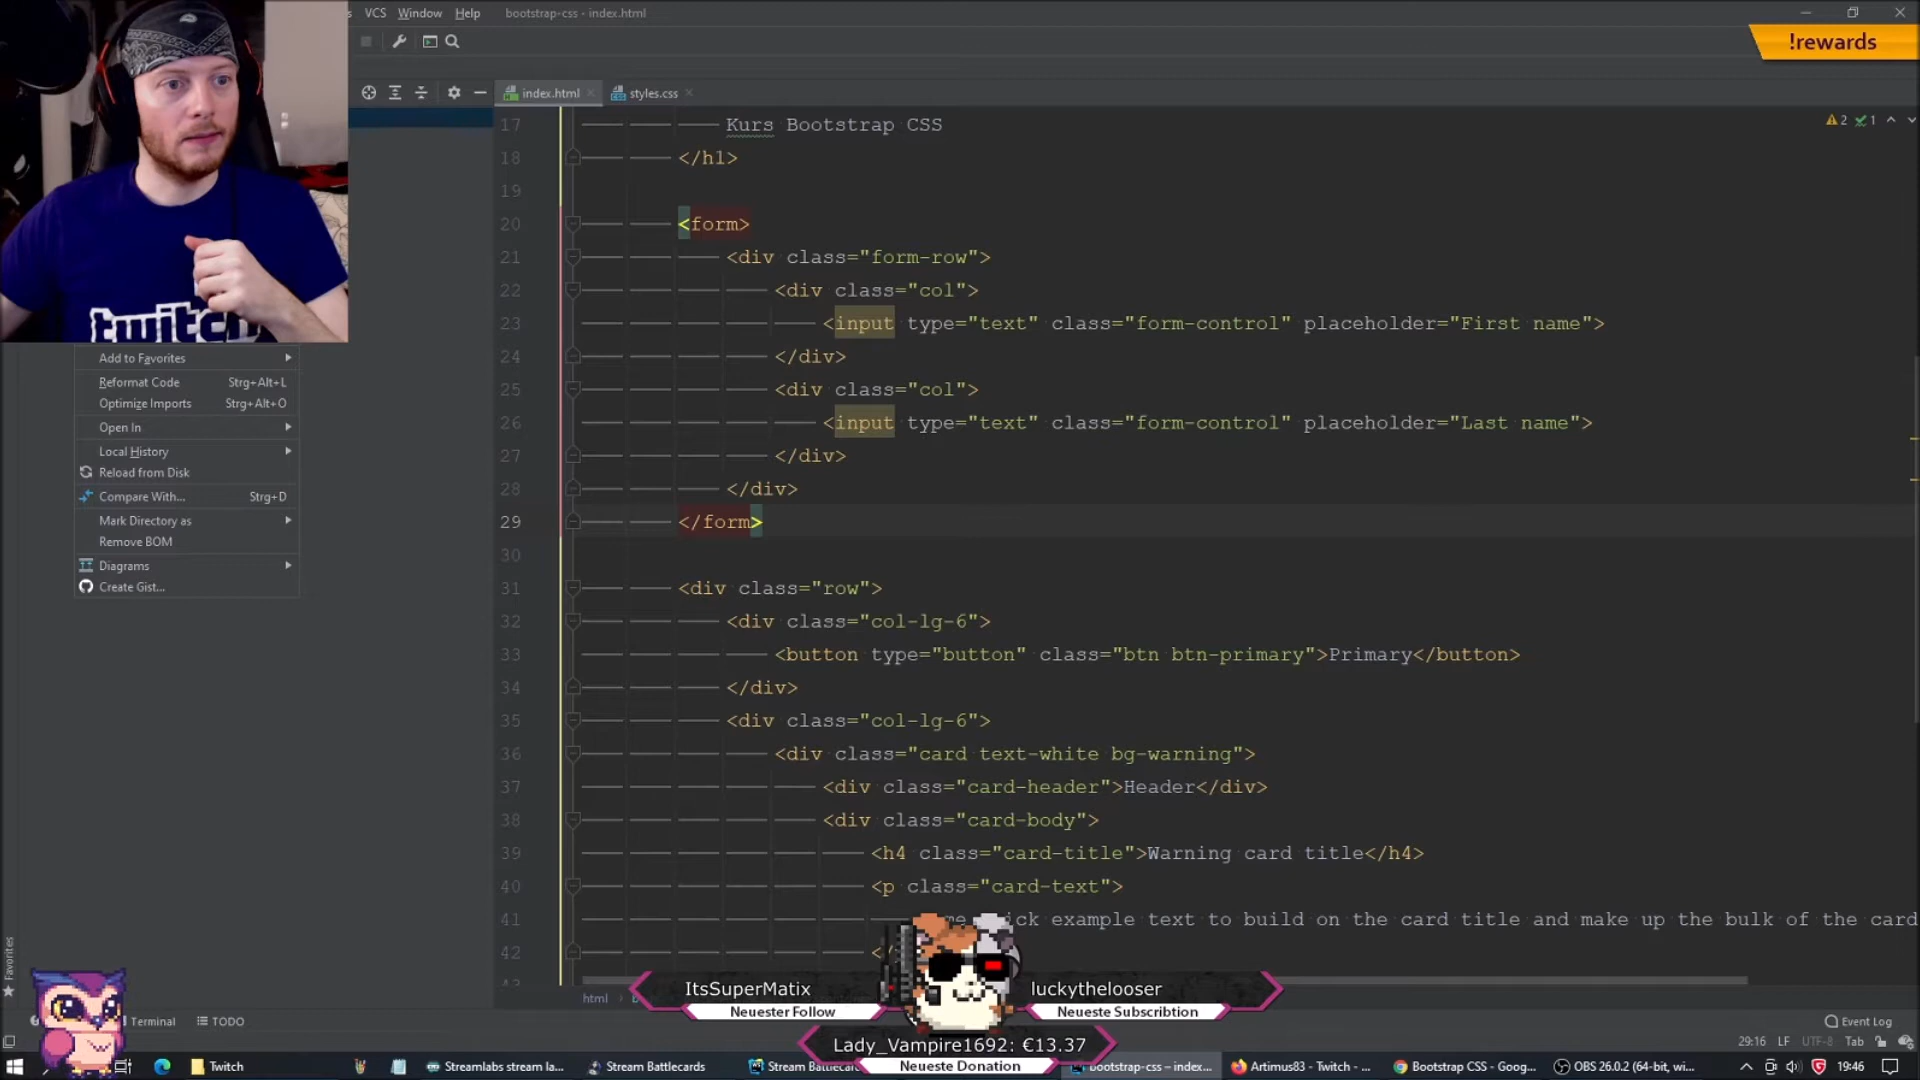 VCS Window Help bootstrap-css - index.html
!rewards
index.html styles.css
2 1
17 Kurs Bootstrap CSS
18 </h1>
19
20 <form>
21 <div class="form-row">
22 <div class="col">
23 <input type="text" class="form-control" placeholder="First name">
24 </div>
25 <div class="col">
26 <input type="text" class="form-control" placeholder="Last name">
27 </div>
28 </div>
29 </form>
30
31 <div class="row">
32 <div class="col-lg-6">
33 <button type="button" class="btn btn-primary">Primary</button>
34 </div>
35 <div class="col-lg-6">
36 <div class="card text-white bg-warning">
37 <div class="card-header">Header</div>
38 <div class="card-body">
39 <h4 class="card-title">Warning card title</h4>
40 <p class="card-text">
41 example text to build on the card title and make up the bulk of the card
42
twitch
Add to Favorites
Reformat Code Strg+Alt+L
Optimize Imports Strg+Alt+O
Open In
Local History
Reload from Disk
Compare With... Strg+D
Mark Directory as
Remove BOM
Diagrams
Create Gist...
Favorites
html
ItsSuperMatix
Neuester Follow
luckythelooser
Neueste Subscribtion
Lady_Vampire1692: €13.37
Neueste Donation
Terminal TODO
Event Log
29:16 LF UTF-8 Tab
Twitch
Streamlabs stream la...
Stream Battlecards
Stream Battleca
bootstrap-css – index...
Artimus83 - Twitch - ...
Bootstrap CSS - Goog...
OBS 26.0.2 (64-bit, wi...
19:46